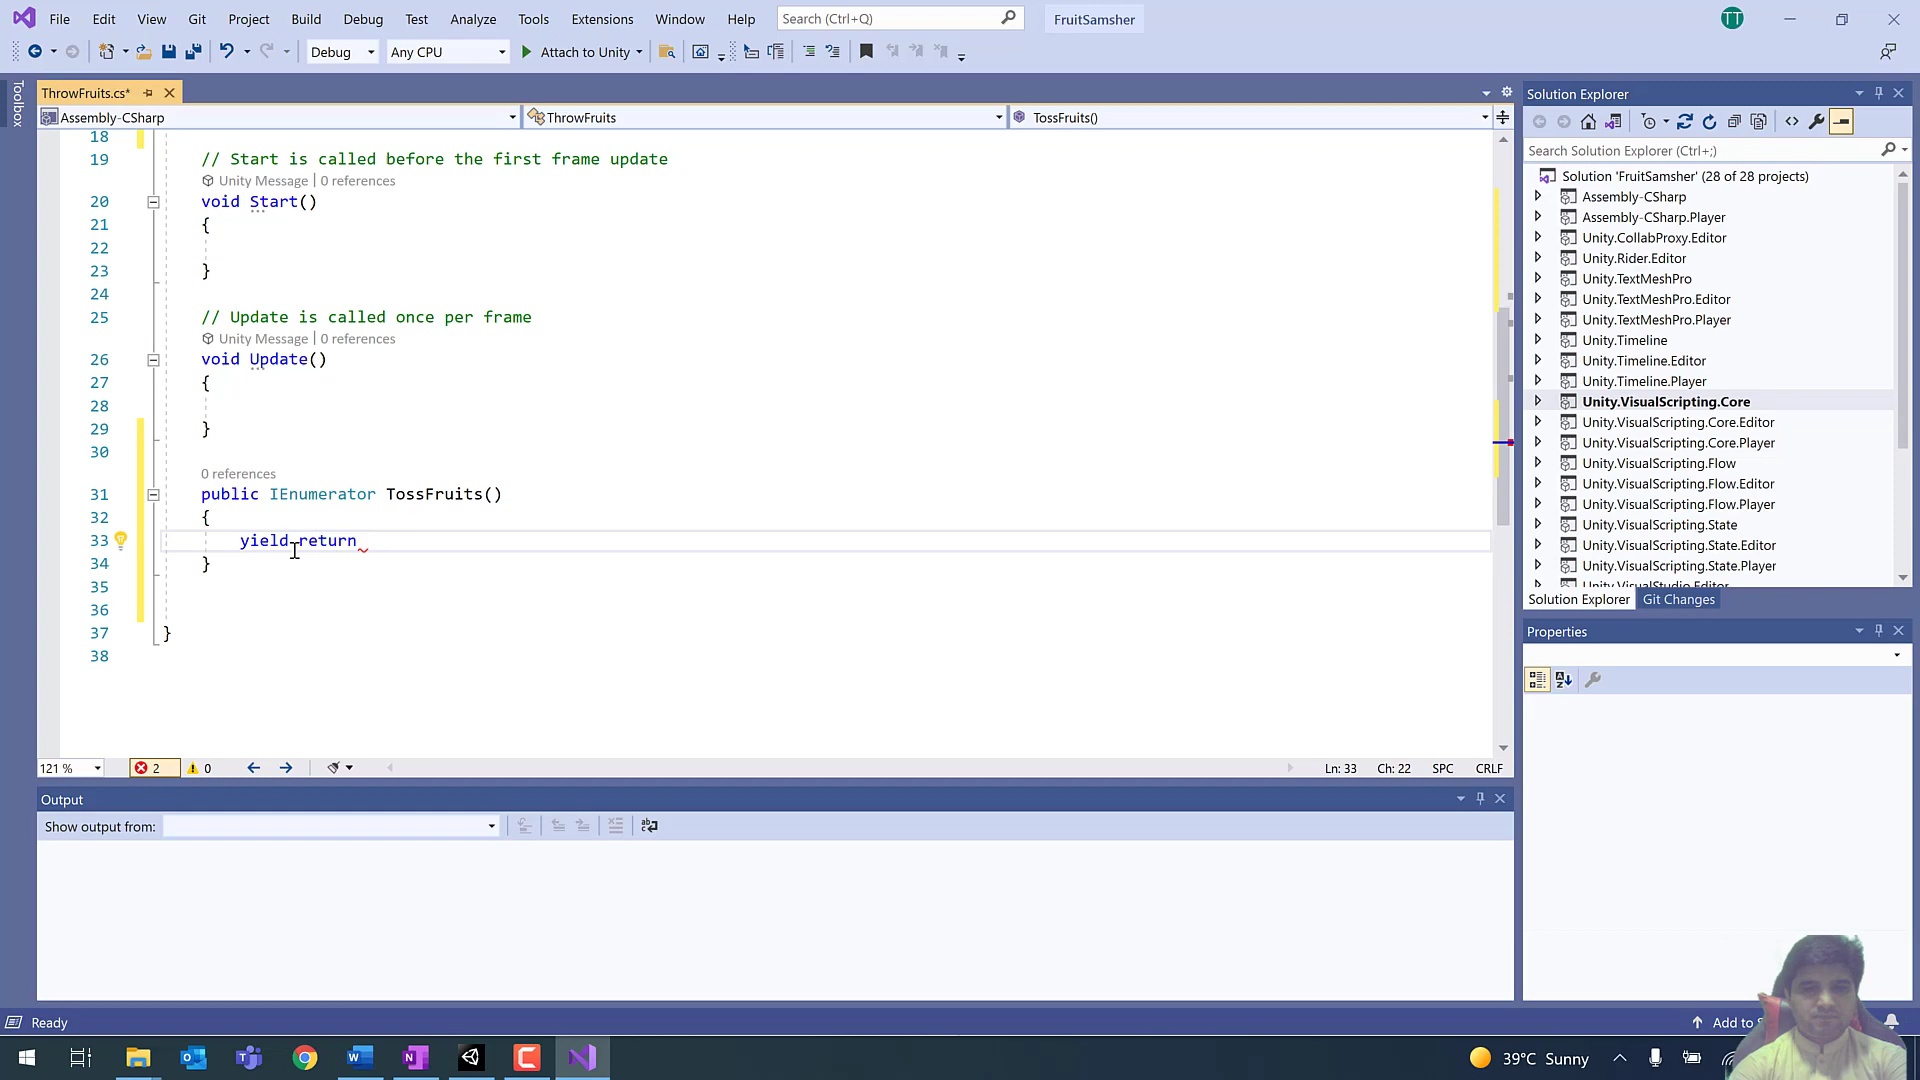 File Edit View Git Project Build Debug Test Analyze Tools Extensions Window Help Search (Ctrl+Q) FruitSamsher TT
Debug Any CPU Attach to Unity
Toolbox
ThrowFruits.cs*
Assembly-CSharp ThrowFruits TossFruits()
18
19 // Start is called before the first frame update
Unity Message | 0 references
20 void Start()
21 {
22
23 }
24
25 // Update is called once per frame
Unity Message | 0 references
26 void Update()
27 {
28
29 }
30
0 references
31 public IEnumerator TossFruits()
32 {
33 yield return
34 }
35
36
37 }
38
121 % 2 0 Ln: 33 Ch: 22 SPC CRLF
Output
Show output from:
Solution Explorer
Search Solution Explorer (Ctrl+;)
Solution 'FruitSamsher' (28 of 28 projects)
Assembly-CSharp
Assembly-CSharp.Player
Unity.CollabProxy.Editor
Unity.Rider.Editor
Unity.TextMeshPro
Unity.TextMeshPro.Editor
Unity.TextMeshPro.Player
Unity.Timeline
Unity.Timeline.Editor
Unity.Timeline.Player
Unity.VisualScripting.Core
Unity.VisualScripting.Core.Editor
Unity.VisualScripting.Core.Player
Unity.VisualScripting.Flow
Unity.VisualScripting.Flow.Editor
Unity.VisualScripting.Flow.Player
Unity.VisualScripting.State
Unity.VisualScripting.State.Editor
Unity.VisualScripting.State.Player
Unity.VisualStudio.Editor
Solution Explorer Git Changes
Properties
Ready Add to
39°C Sunny